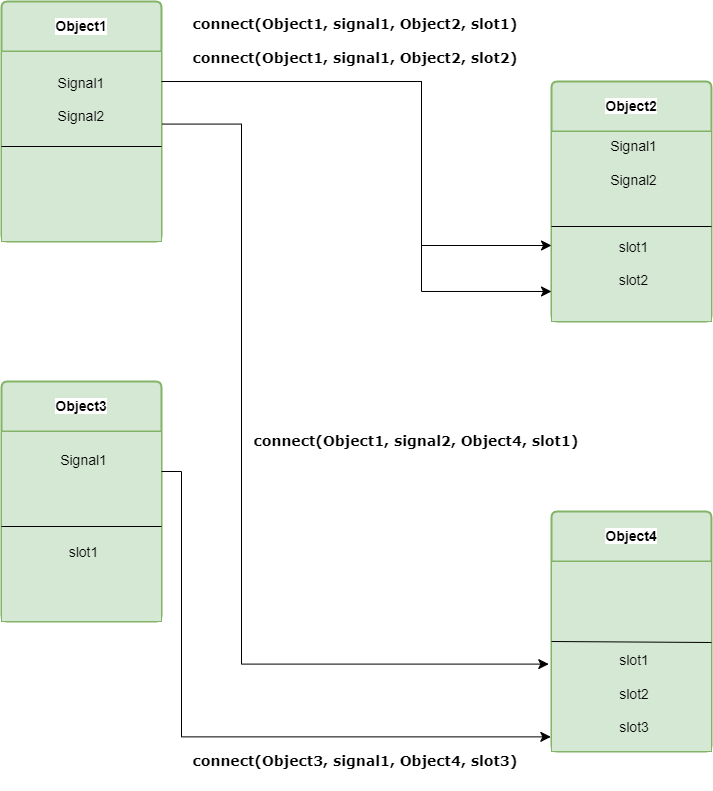 Object1
connect(Object1, signal1, Object2, slot1)
connect(Object1, signal1, Object2, slot2)
Signal1
Signal2
Object2
Signal1
Signal2
slot1
slot2
Object3
Signal1
slot1
connect(Object1, signal2, Object4, slot1)
Object4
slot1
slot2
slot3
connect(Object3, signal1, Object4, slot3)